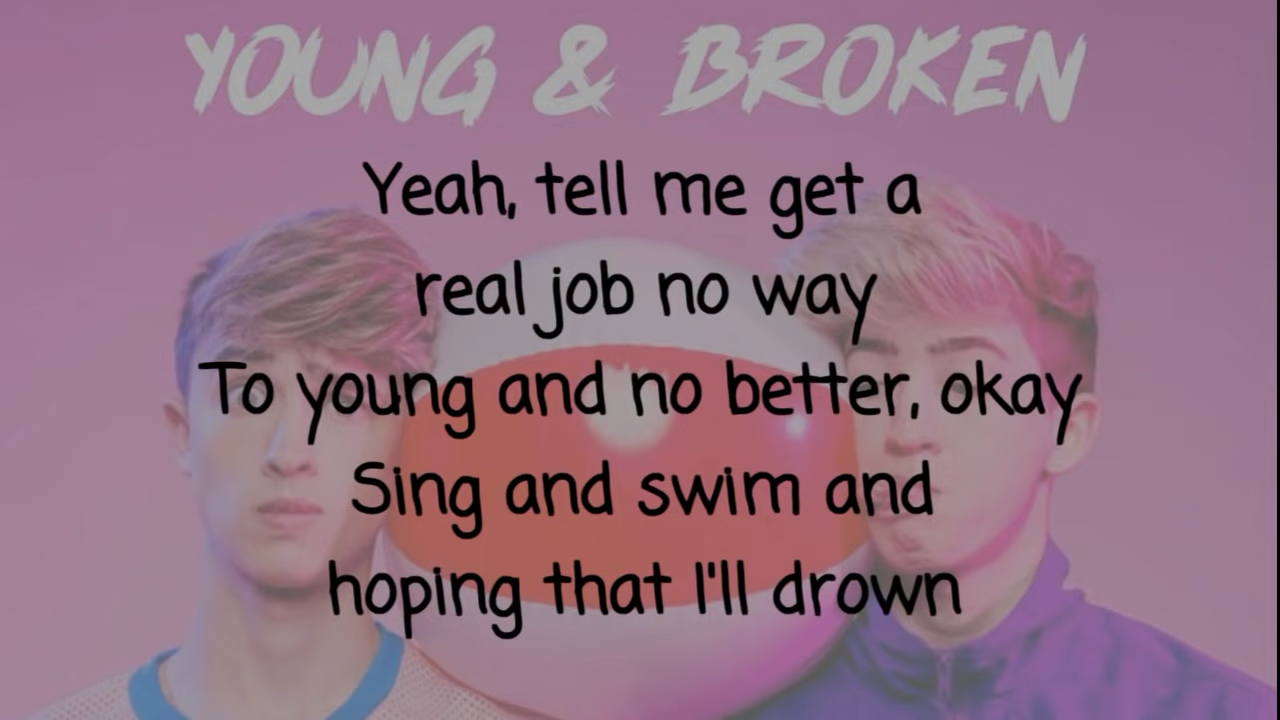 YOUNG & BROKEN
Yeah, tell me get a
real job no way
To young and no better, okay
Sing and swim and
hoping that I'll drown